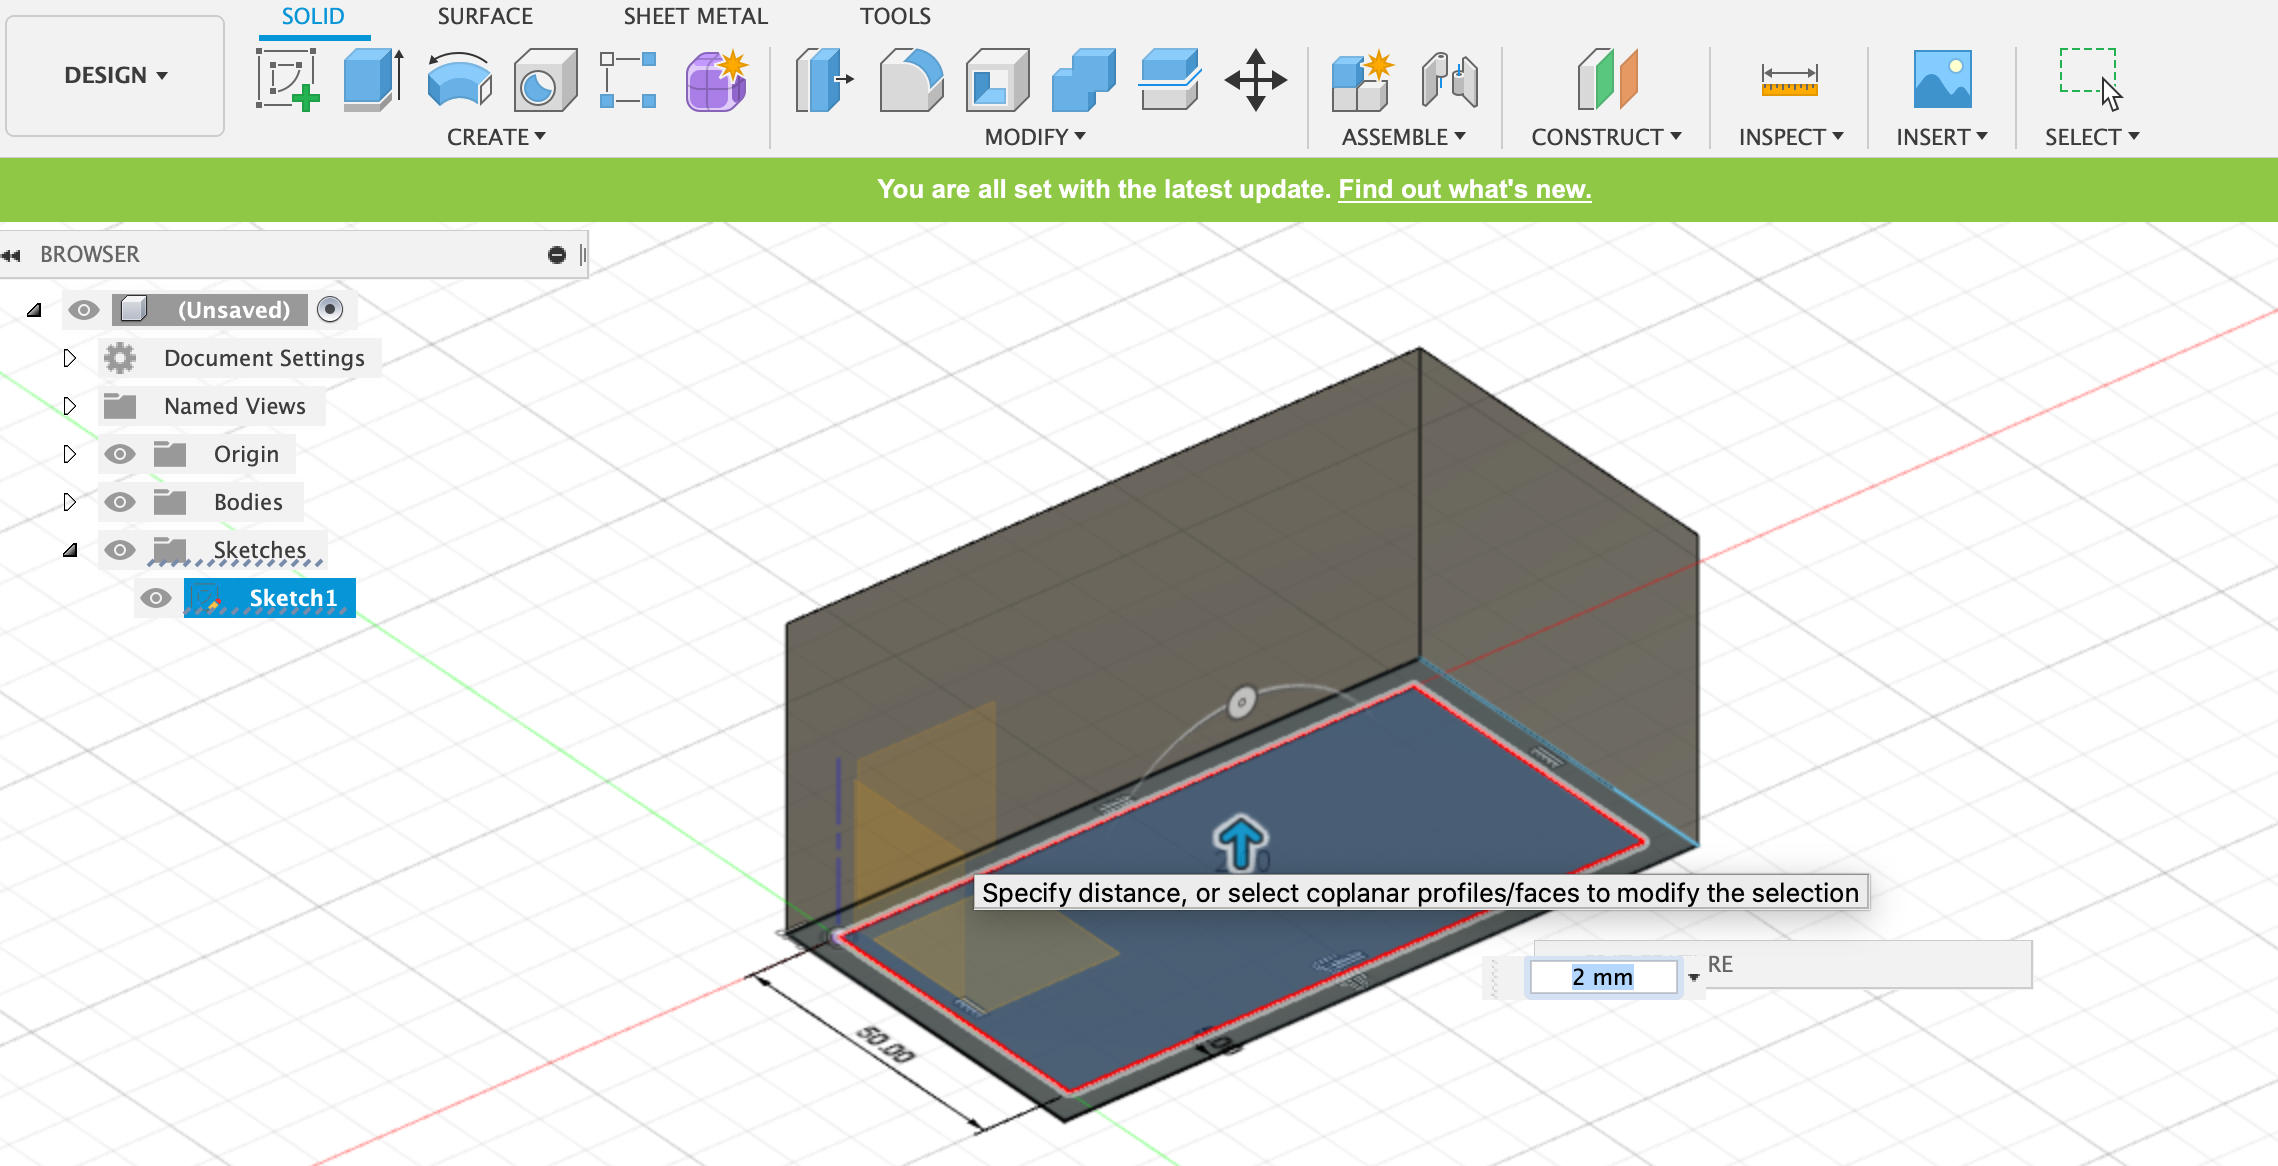 SOLID SURFACE SHEET METAL TOOLS
DESIGN
CREATE MODIFY ASSEMBLE CONSTRUCT INSPECT INSERT SELECT
You are all set with the latest update. Find out what's new.
BROWSER
(Unsaved)
Document Settings
Named Views
Origin
Bodies
Sketches
Sketch1
Specify distance, or select coplanar profiles/faces to modify the selection
RE
2 mm
50.00